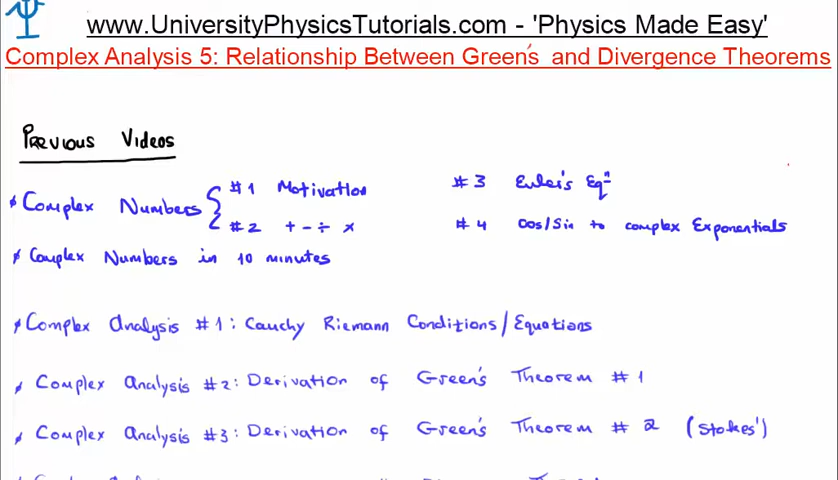 www.UniversityPhysicsTutorials.com - 'Physics Made Easy'
Complex Analysis 5: Relationship Between Green's and Divergence Theorems
Previous Videos
Complex Numbers { #1 Motivation
#2 + - ÷ x
#3 Euler's Eqⁿ
#4 Cos/Sin to complex Exponentials
Complex Numbers in 10 minutes
Complex Analysis #1: Cauchy Riemann Conditions/Equations
Complex Analysis #2: Derivation of Green's Theorem #1
Complex Analysis #3: Derivation of Green's Theorem #2 (Stokes')